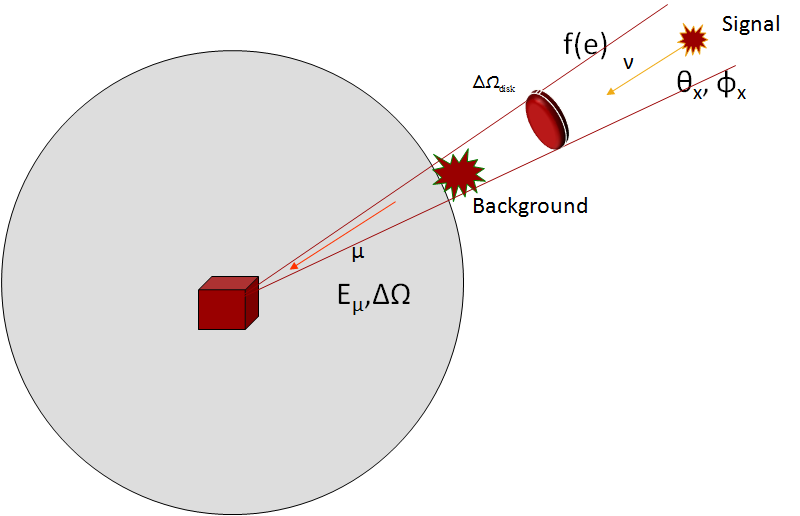 Signal
f(e)
ν
ΔΩdisk
θx, ϕx
Background
μ
Eμ,ΔΩ